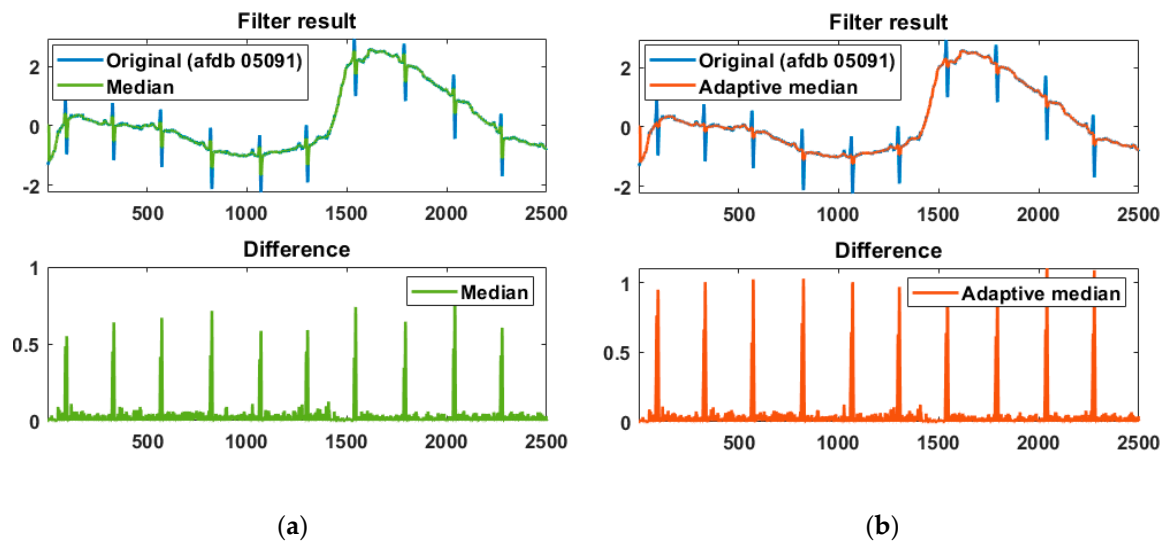 Filter result
Original (afdb 05091)
Median
2
0
-2
500 1000 1500 2000 2500
Difference
1
0.5
0
Median
500 1000 1500 2000 2500
(a)
Filter result
Original (afdb 05091)
Adaptive median
2
0
-2
500 1000 1500 2000 2500
Difference
1
0.5
0
Adaptive median
500 1000 1500 2000 2500
(b)